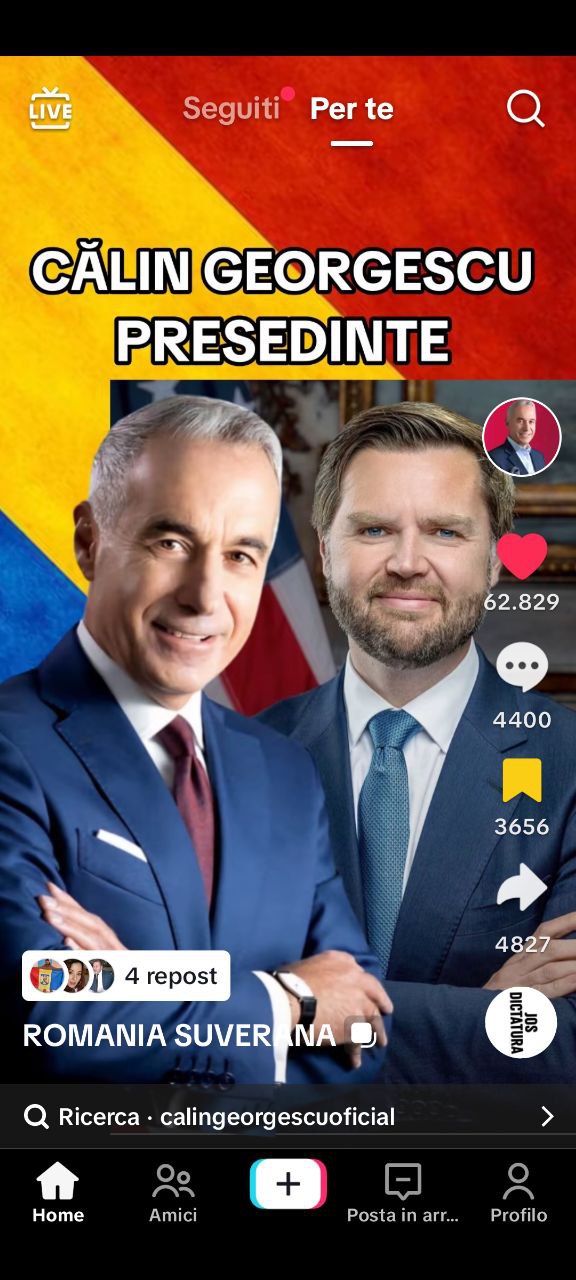 LIVE
Seguiti
Per te
CĂLIN GEORGESCU
PRESEDINTE
62.829
4400
3656
4827
4 repost
JOS
DICTATURA
ROMANIA SUVERANA
Ricerca · calingeorgescuoficial
Home
Amici
Posta in arr...
Profilo